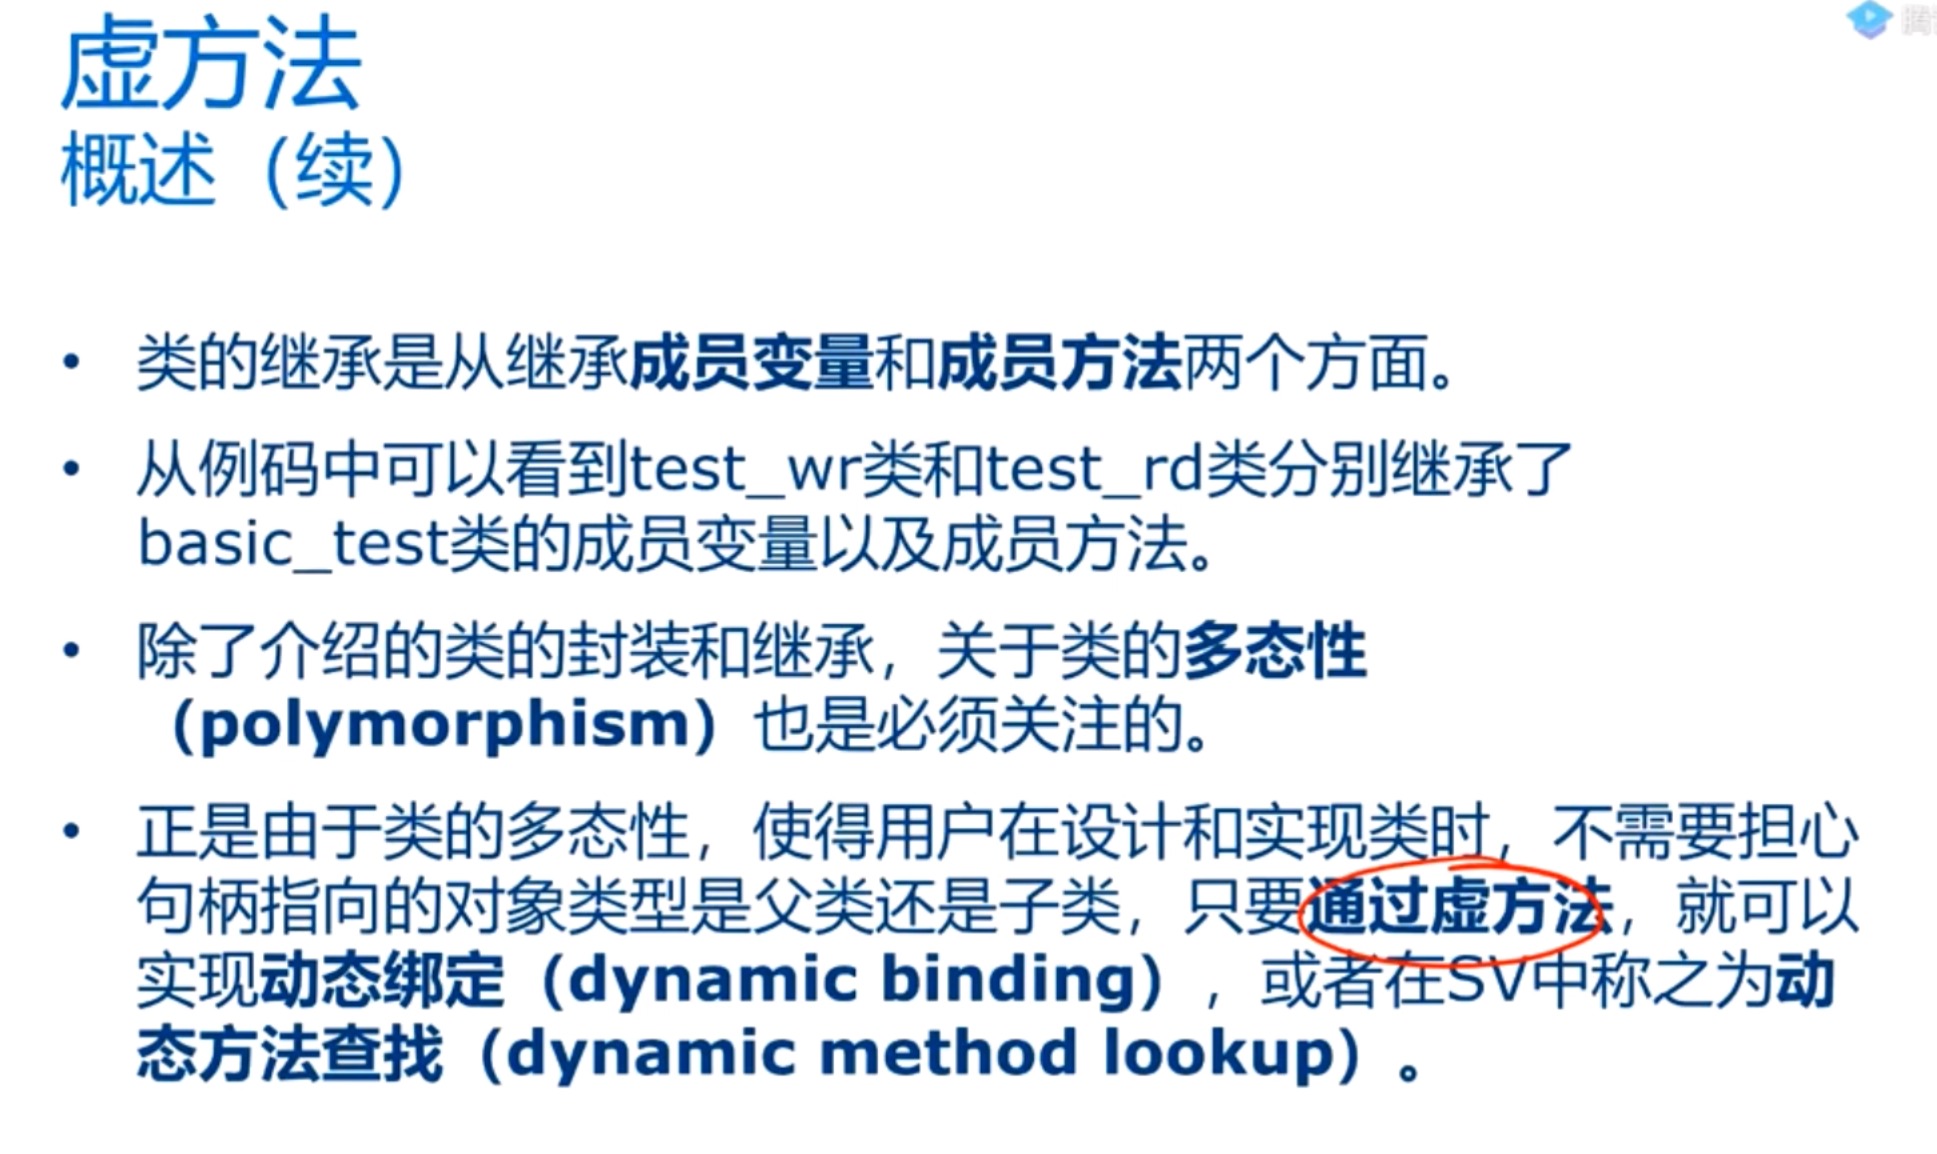 虚方法
概述（续）
• 类的继承是从继承成员变量和成员方法两个方面。
• 从例码中可以看到test_wr类和test_rd类分别继承了
basic_test类的成员变量以及成员方法。
• 除了介绍的类的封装和继承，关于类的多态性
（polymorphism）也是必须关注的。
• 正是由于类的多态性，使得用户在设计和实现类时，不需要担心
句柄指向的对象类型是父类还是子类，只要通过虚方法，就可以
实现动态绑定（dynamic binding），或者在SV中称之为动
态方法查找（dynamic method lookup）。